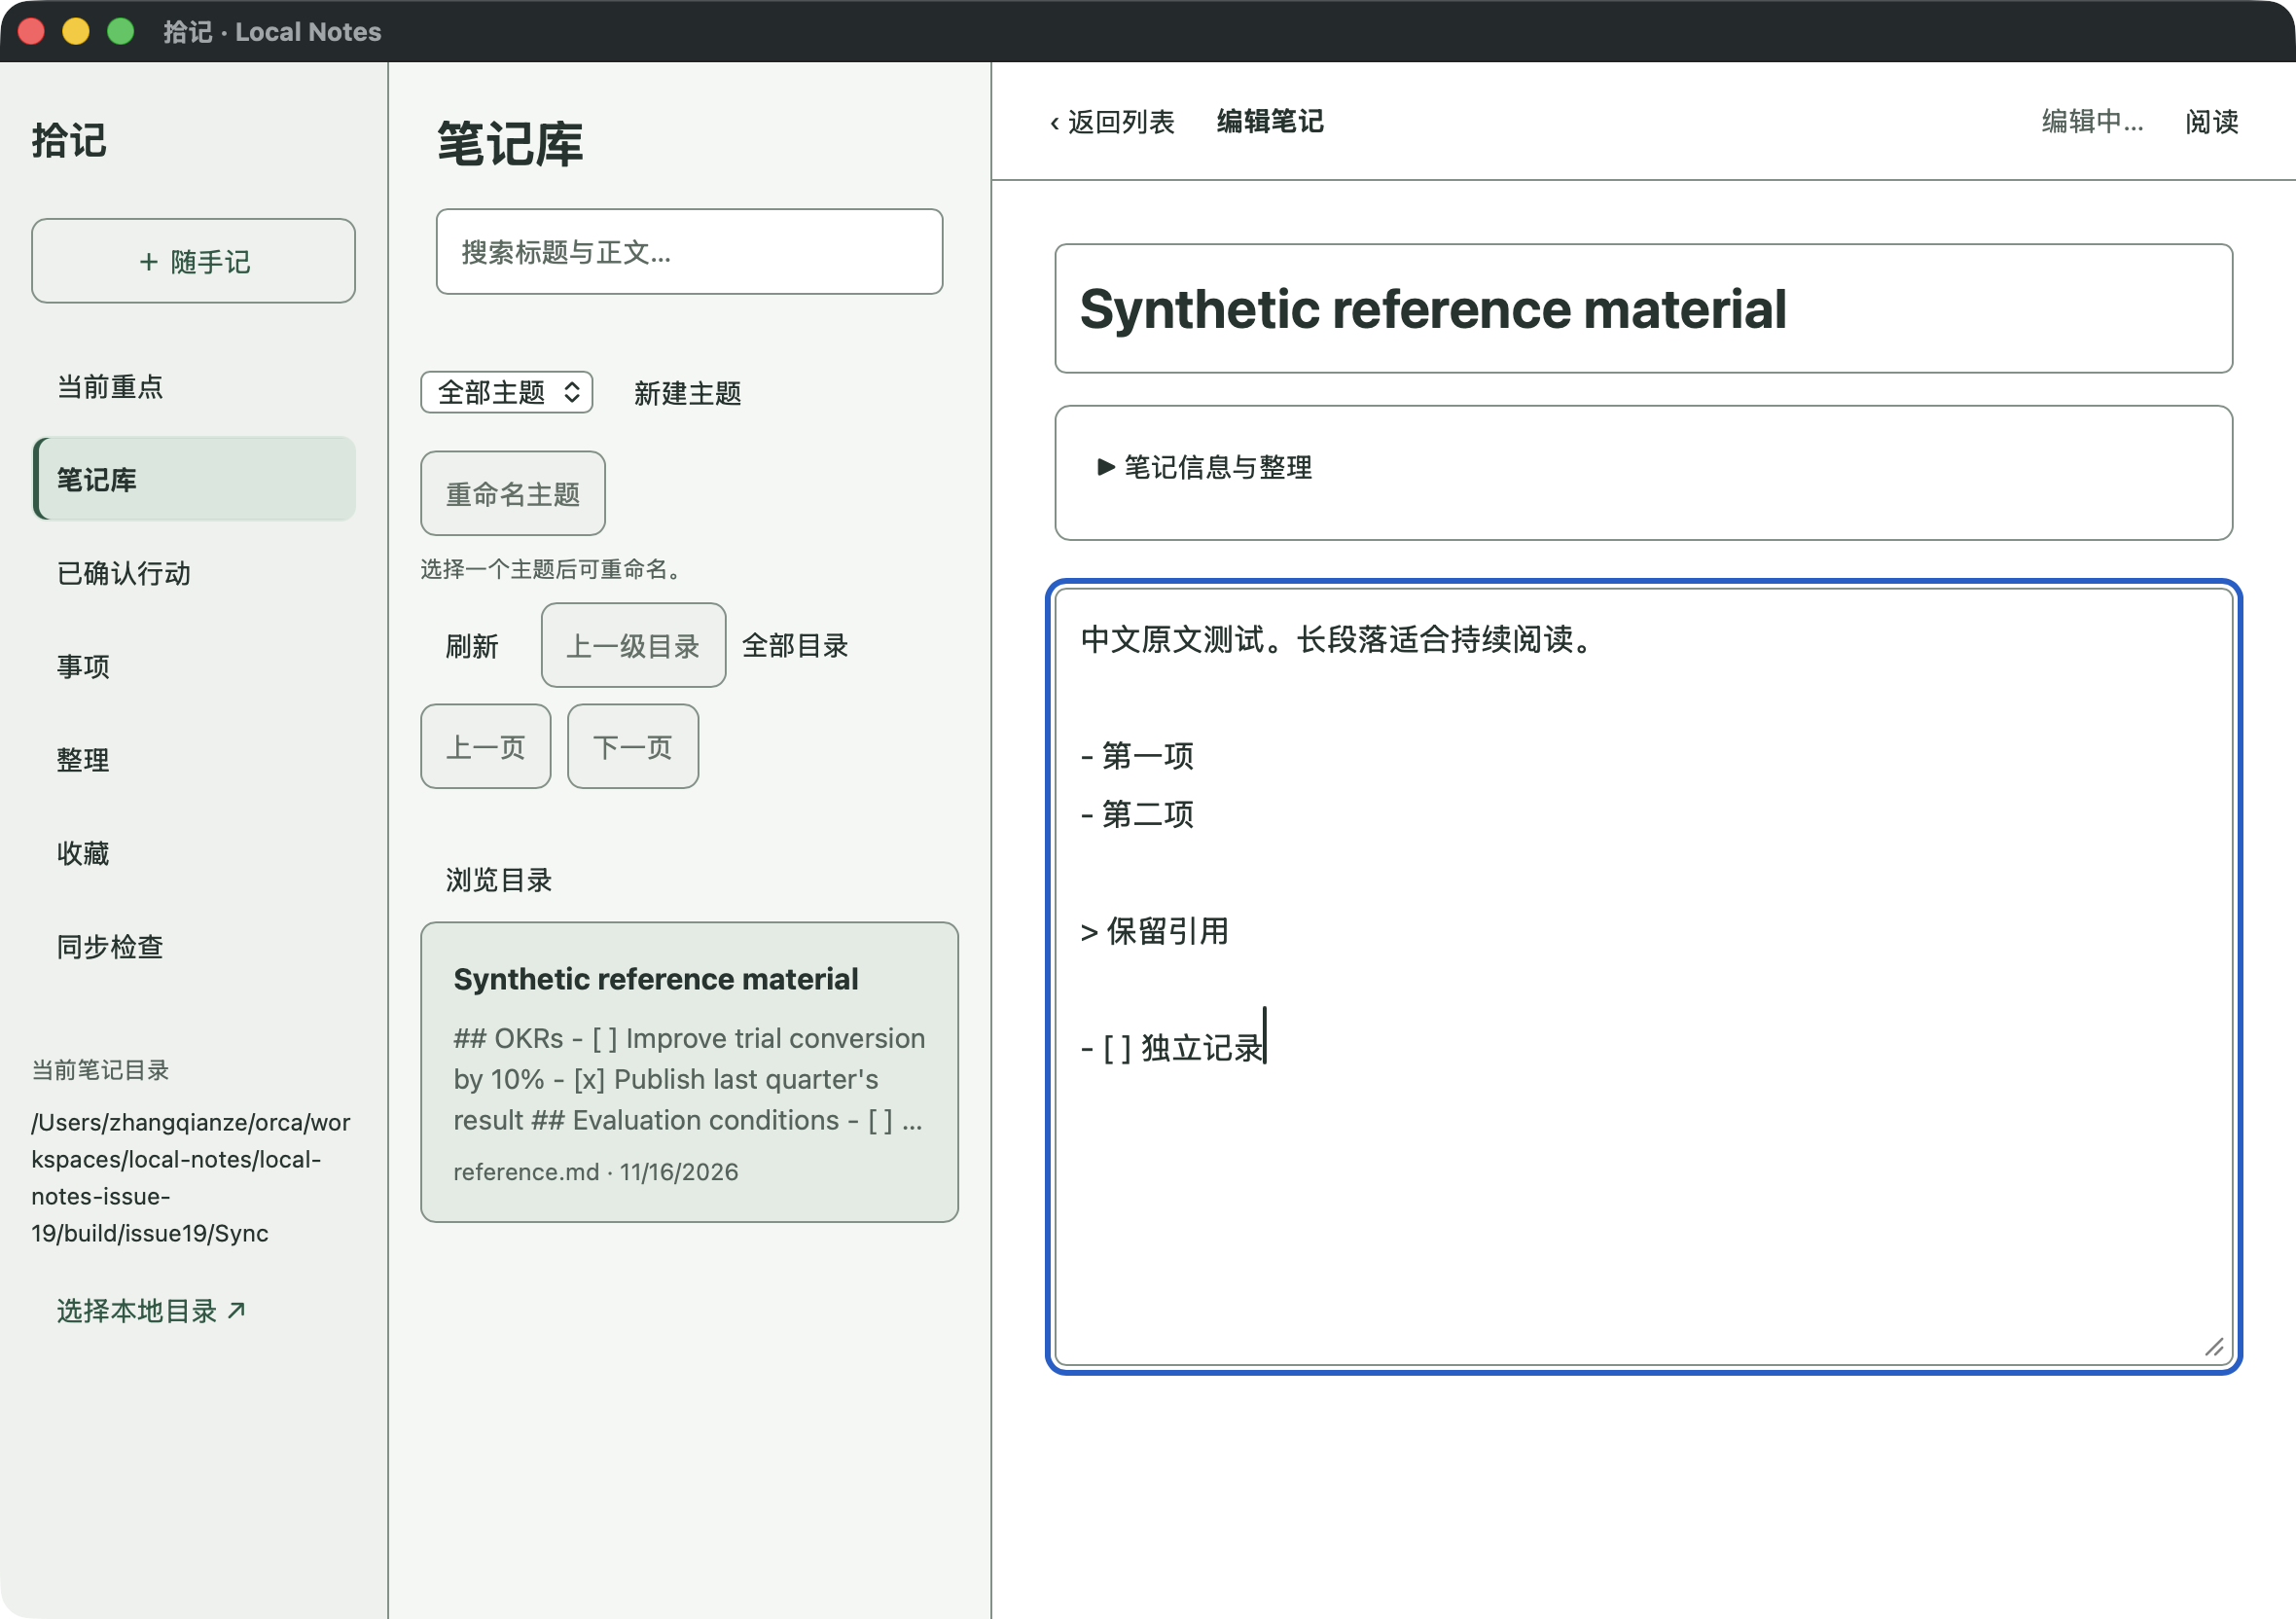 拾记 · Local Notes
拾记
+ 随手记
当前重点
笔记库
已确认行动
事项
整理
收藏
同步检查
当前笔记目录
/Users/zhangqianze/orca/wor
kspaces/local-notes/local-
notes-issue-
19/build/issue19/Sync
选择本地目录 ↗
笔记库
搜索标题与正文...
全部主题
新建主题
重命名主题
选择一个主题后可重命名。
刷新 上一级目录 全部目录
上一页 下一页
浏览目录
Synthetic reference material
## OKRs - [ ] Improve trial conversion
by 10% - [x] Publish last quarter's
result ## Evaluation conditions - [ ] ...
reference.md · 11/16/2026
‹ 返回列表 编辑笔记 编辑中... 阅读
Synthetic reference material
▶ 笔记信息与整理
中文原文测试。长段落适合持续阅读。
- 第一项
- 第二项
> 保留引用
- [ ] 独立记录